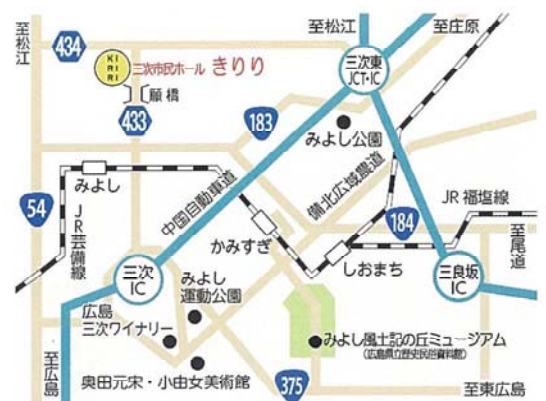 至松江
434
KI
RI
RI
三次市民ホール きりり
願橋
433
至松江
至庄原
三次東
JCT・IC
183
みよし公園
みよし
54
JR芸備線
中国自動車道
備北広域農道
かみすぎ
184
JR福塩線
至尾道
しおまち
三次
IC
三良坂
IC
みよし
運動公園
広島
三次ワイナリー
至広島
奥田元宋・小由女美術館
みよし風土記の丘ミュージアム
(広島県立歴史民俗資料館)
375
至東広島